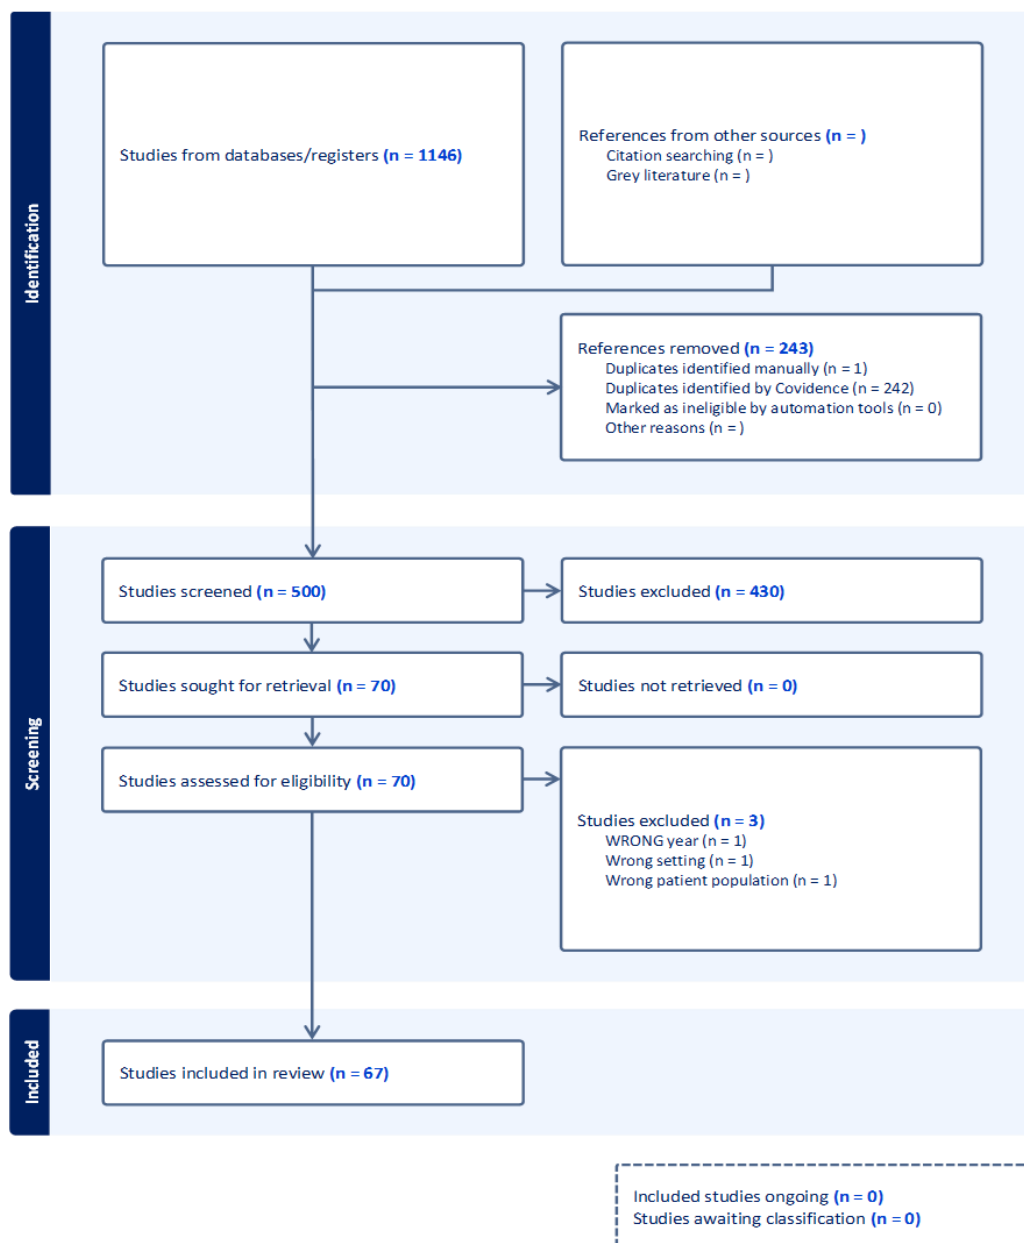 Identification
Studies from databases/registers (n = 1146)
References from other sources (n = )
Citation searching (n = )
Grey literature (n = )
References removed (n = 243)
Duplicates identified manually (n = 1)
Duplicates identified by Covidence (n = 242)
Marked as ineligible by automation tools (n = 0)
Other reasons (n = )
Screening
Studies screened (n = 500)
Studies excluded (n = 430)
Studies sought for retrieval (n = 70)
Studies not retrieved (n = 0)
Studies assessed for eligibility (n = 70)
Studies excluded (n = 3)
WRONG year (n = 1)
Wrong setting (n = 1)
Wrong patient population (n = 1)
Included
Studies included in review (n = 67)
Included studies ongoing (n = 0)
Studies awaiting classification (n = 0)